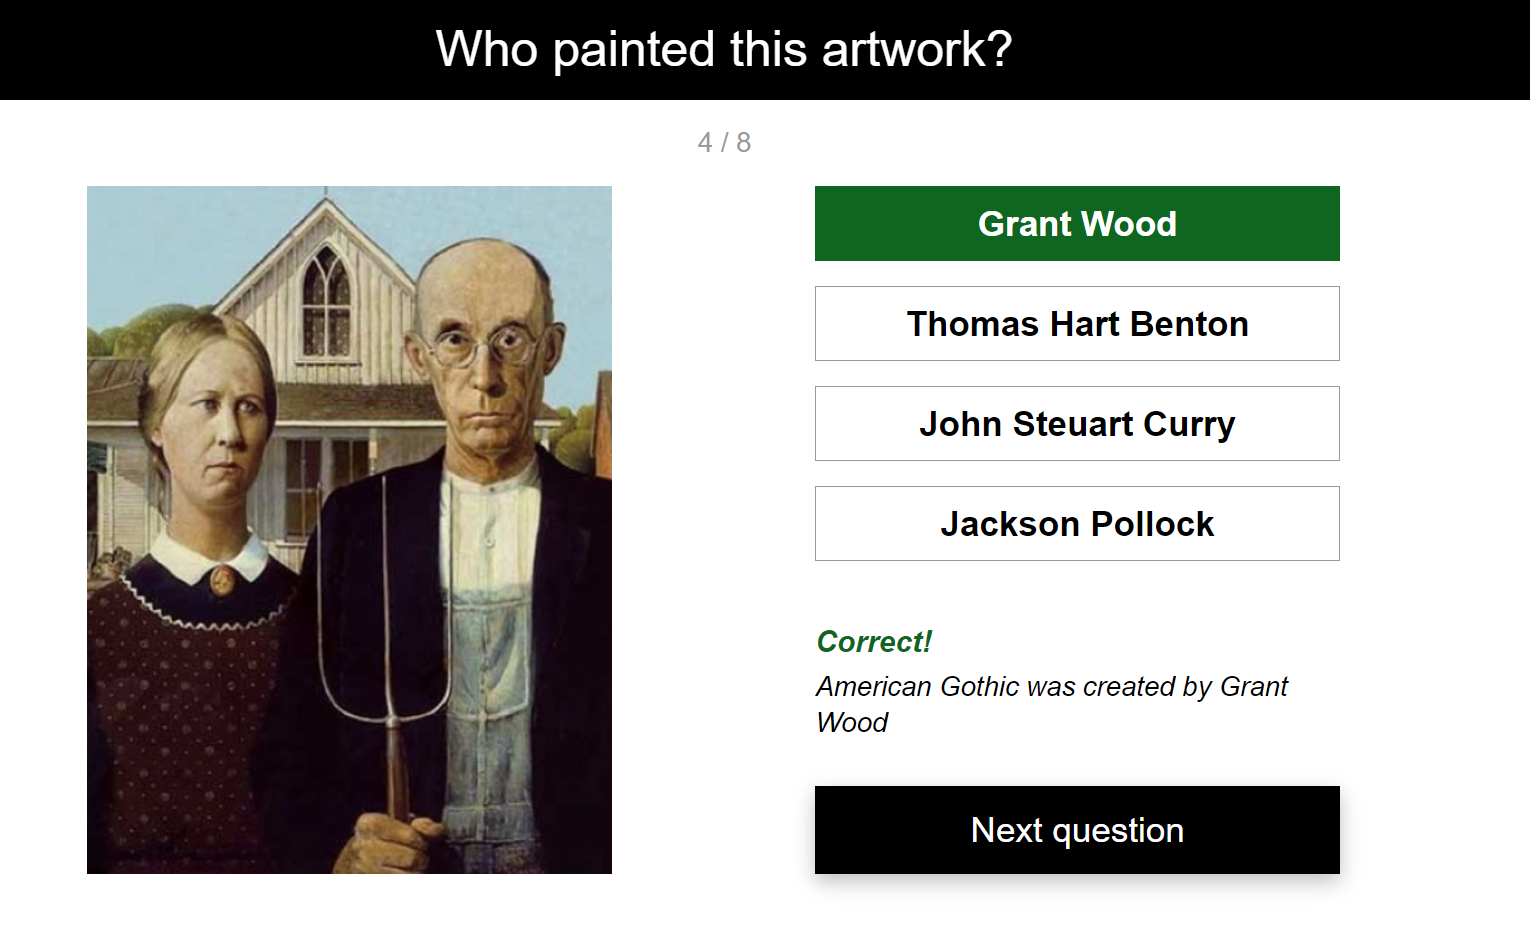 Who painted this artwork?
4 / 8
Grant Wood
Thomas Hart Benton
John Steuart Curry
Jackson Pollock
Correct!
American Gothic was created by Grant
Wood
Next question